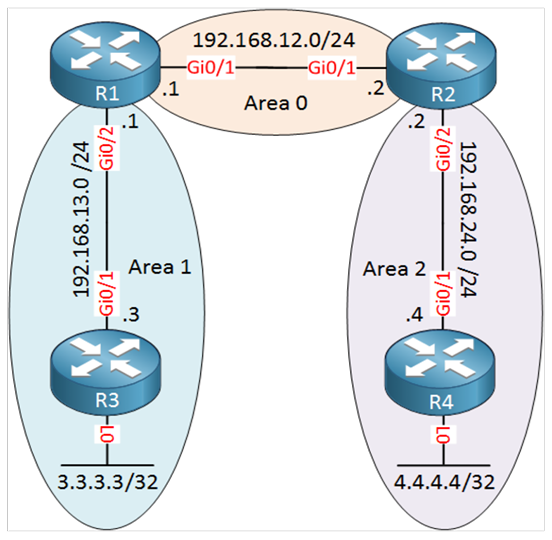 192.168.12.0/24
Gi0/1
Gi0/1
R1
.1
.2
R2
Area 0
.1
.2
Gi0/2
Gi0/2
192.168.13.0 /24
192.168.24.0 /24
Area 1
Area 2
Gi0/1
Gi0/1
.3
.4
R3
R4
L0
L0
3.3.3.3/32
4.4.4.4/32